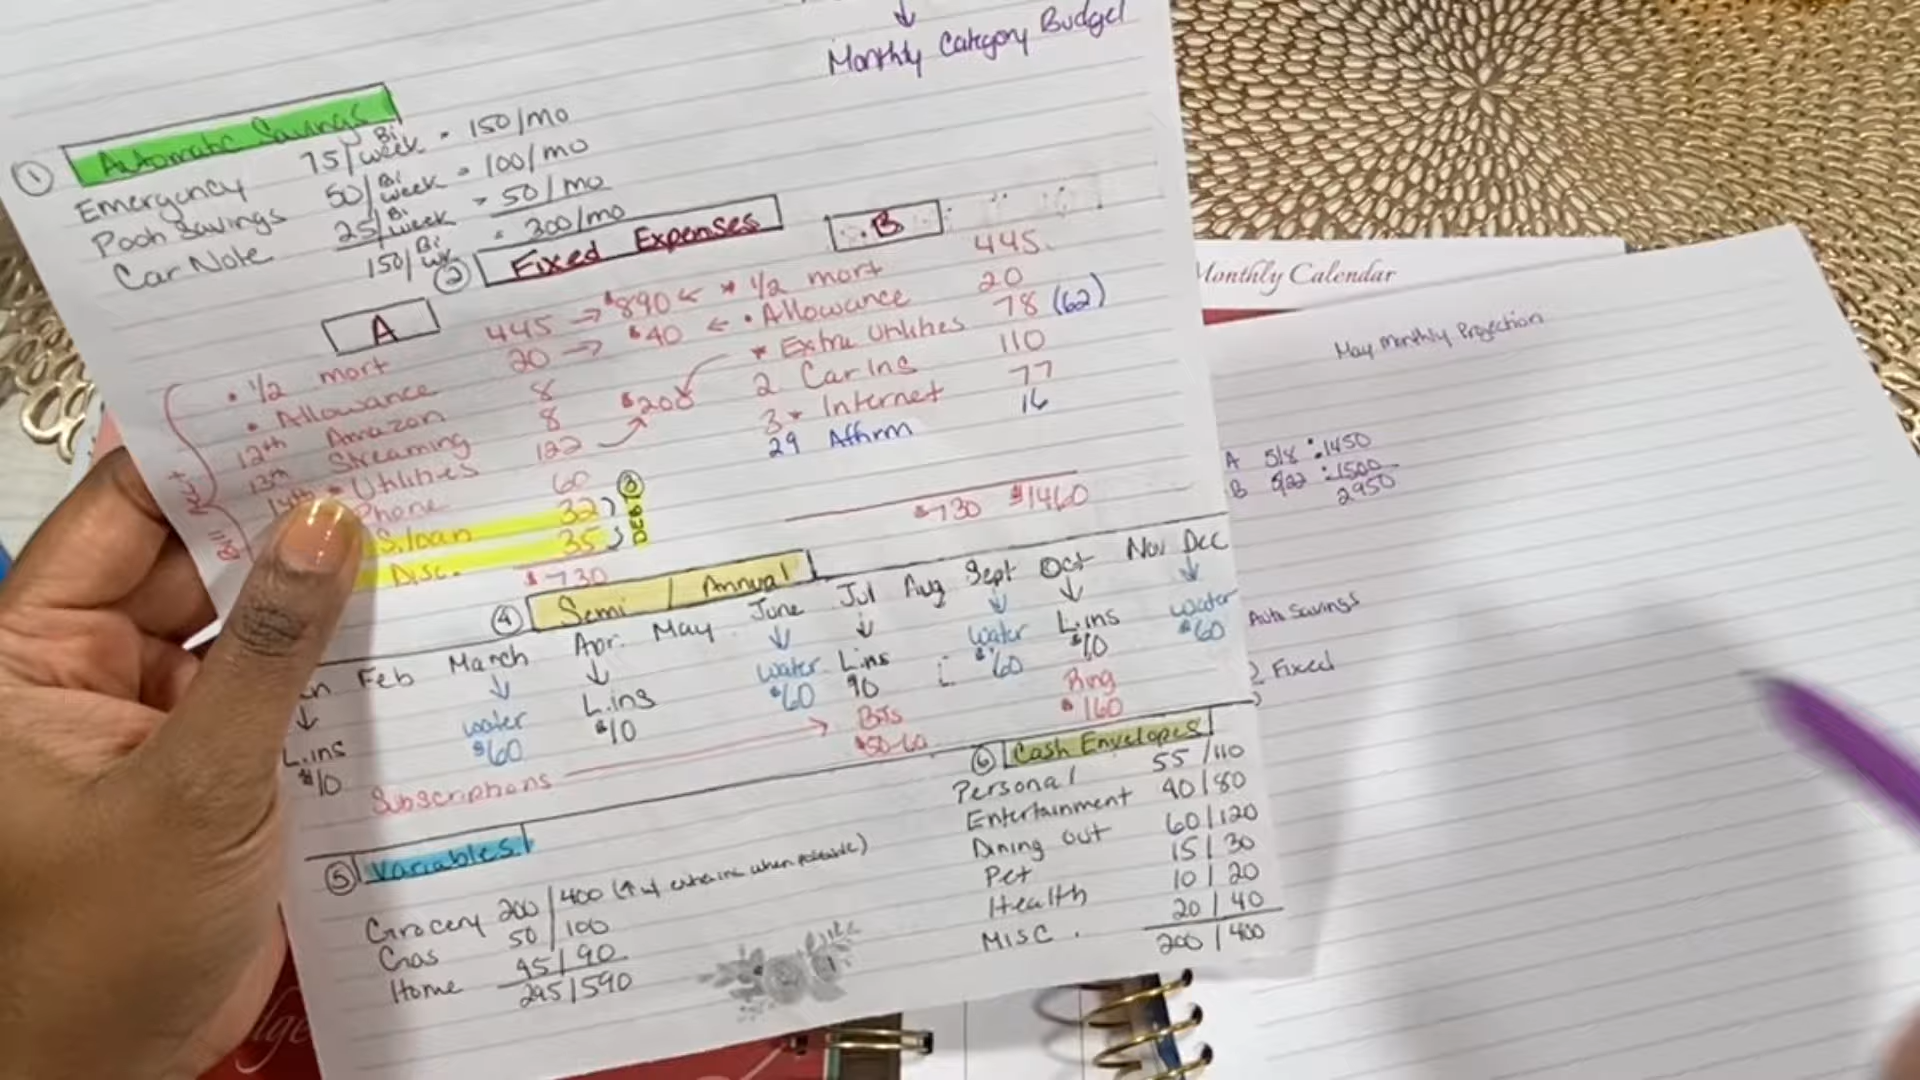 Monthly Category Budget
① Automatic Savings
Emergency 75/Bi week = 150/mo
Pooh Savings 50/Bi week = 100/mo
Car Note 25/Bi week = 50/mo
150/Bi wk = 300/mo
② Fixed Expenses
A
• 1/2 mort 445 → $890
• Allowance 20 → $40
12th Amazon 8
13th Streaming 8
14th * Utilities 122 $200
Phone 60
S.loan 32
Disc. 35
$730
③ DEBT
Bill Pay
B
* 1/2 mort 445
• Allowance 20
* Extra Utilities 78 (62)
2 Car Ins 110
3 * Internet 77
29 Affirm 16
$730 $1460
④ Semi / Annual
Feb March Apr. May June Jul Aug Sept Oct Nov Dec
L.ins $10
water $60
L.ins $10
water $60
L.ins 90
water $60
L.ins $10
water $60
Ring $160
Subscriptions → BJs $50-60
⑤ Variables
Grocery 200/400
Gas 50/100
Home 45/90
295/590
⑥ Cash Envelopes
Personal 55/110
Entertainment 40/80
Dining out 60/120
Pet 15/30
Health 10/20
Misc. 20/40
200/400
Monthly Calendar
May Monthly Projection
A 5/8 : 1450
B 5/22 : 1500
2950
Auto Savings
2 Fixed